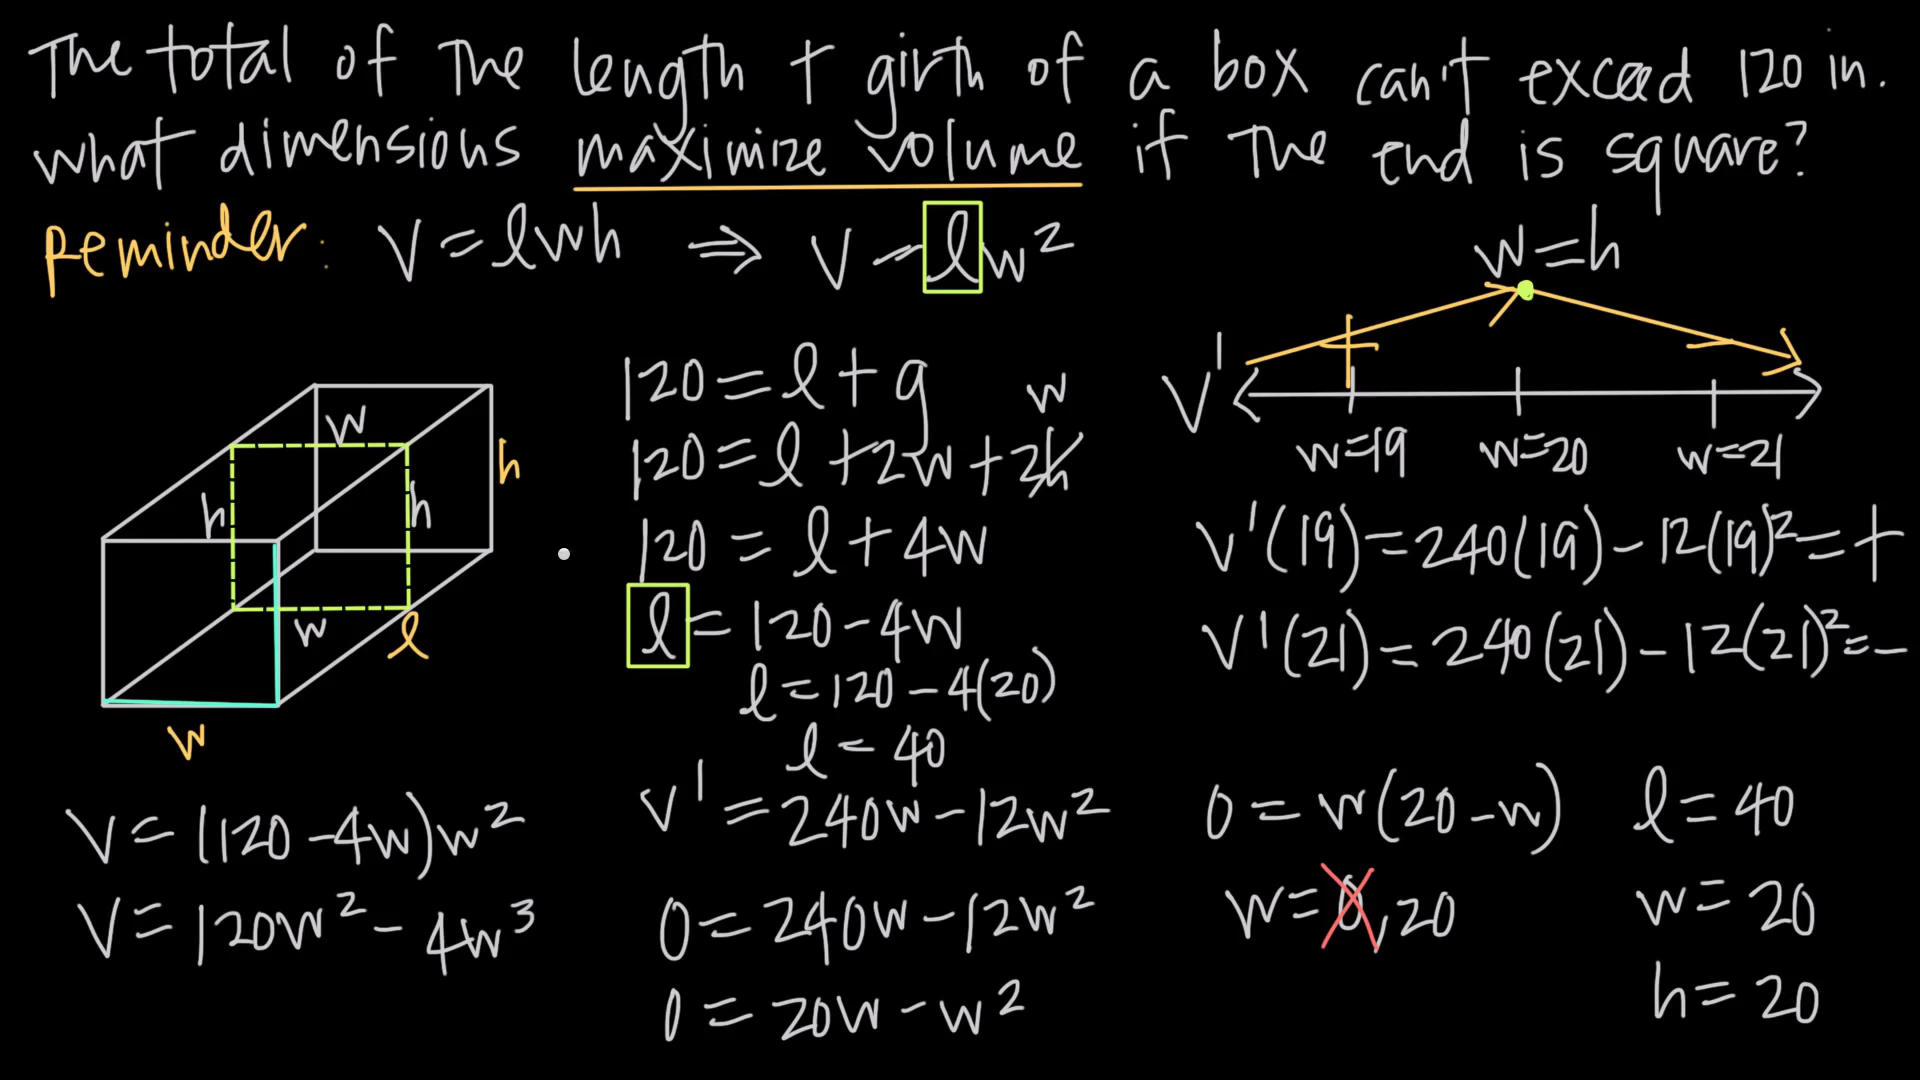 The total of the length + girth of a box can't exceed 120 in.
what dimensions maximize volume if the end is square?
Reminder: V = lwh ⇒ V = lw²
w = h
120 = l + g
120 = l + 2w + 2h w
120 = l + 4w
l = 120 - 4w
l = 120 - 4(20)
l = 40
w
h
h
h
w
l
w
V'
w=19 w=20 w=21
V'(19) = 240(19) - 12(19)² = +
V'(21) = 240(21) - 12(21)² = -
V = (120 - 4w)w²
V = 120w² - 4w³
V' = 240w - 12w²
0 = 240w - 12w²
0 = 20w - w²
0 = w(20 - w)
w = 0, 20
l = 40
w = 20
h = 20